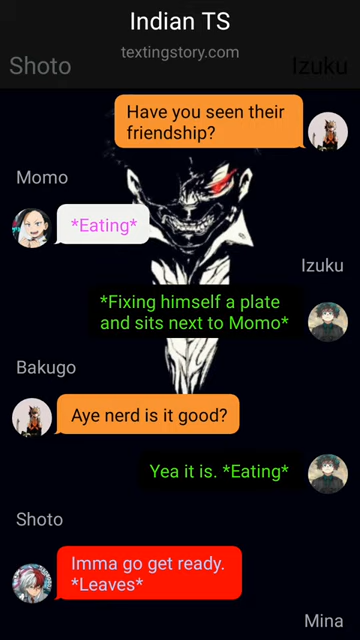 Indian TS
textingstory.com
Shoto
Izuku
Have you seen their
friendship?
Momo
*Eating*
Izuku
*Fixing himself a plate
and sits next to Momo*
Bakugo
Aye nerd is it good?
Yea it is. *Eating*
Shoto
Imma go get ready.
*Leaves*
Mina